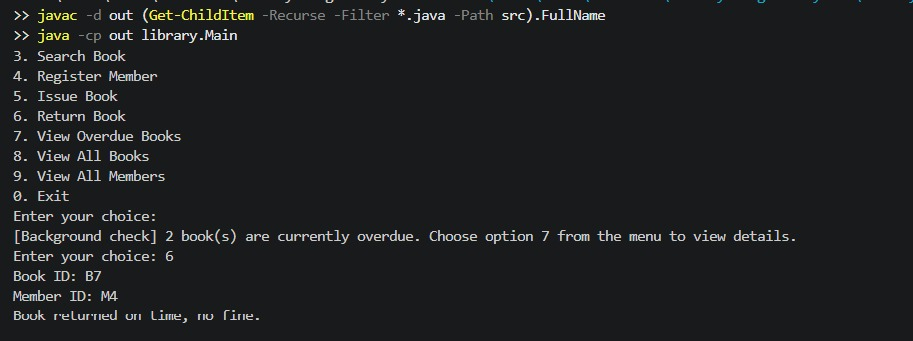 >> javac -d out (Get-ChildItem -Recurse -Filter *.java -Path src).FullName
>> java -cp out library.Main
3. Search Book
4. Register Member
5. Issue Book
6. Return Book
7. View Overdue Books
8. View All Books
9. View All Members
0. Exit
Enter your choice:
[Background check] 2 book(s) are currently overdue. Choose option 7 from the menu to view details.
Enter your choice: 6
Book ID: B7
Member ID: M4
Book returned on time, no fine.